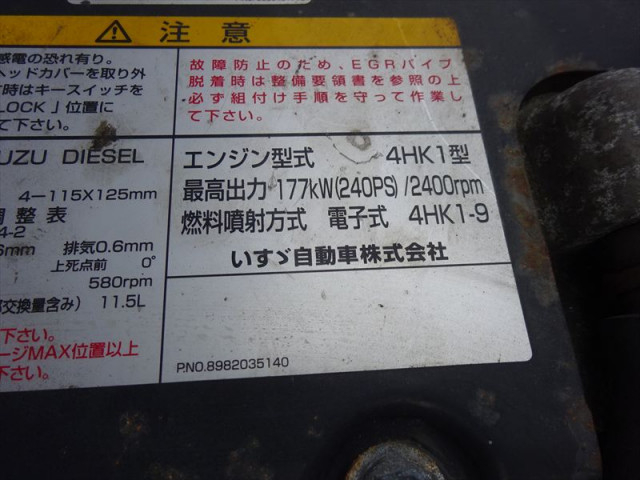 注意
感電の恐れ有り。
ヘッドカバーを取り外
時はキースイッチを
LOCK」位置に
て下さい。
故障防止のため、EGRパイプ
脱着時は整備要領書を参照の上
必ず組付け手順を守って作業し
て下さい。
UZU DIESEL
4-115X125mm
調整表
4-2
6mm 排気0.6mm
上死点前 0°
580rpm
交換量含み) 11.5L
下さい。
ージMAX位置以上
下さい。
エンジン型式 4HK1型
最高出力 177kW(240PS)/2400rpm
燃料噴射方式 電子式 4HK1-9
いすゞ自動車株式会社
P.NO.8982035140